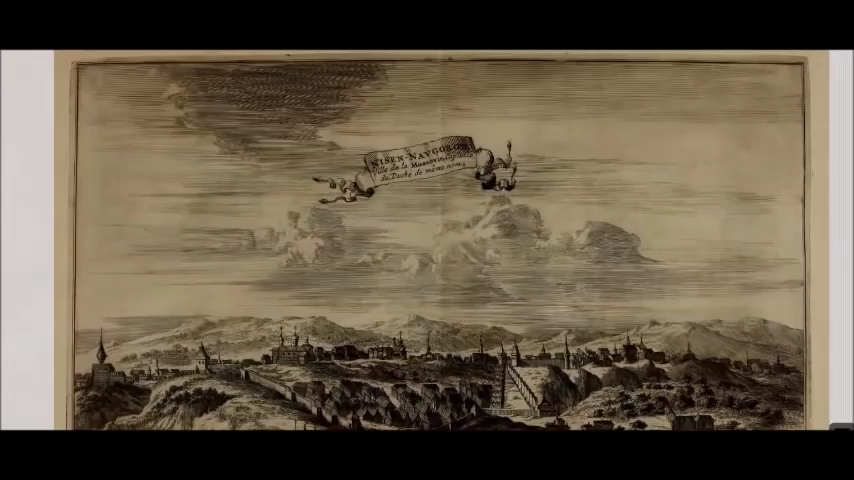 NISEN-NAVGOROD
Ville de la Moscovie, Capitale
du Duché de même nom.